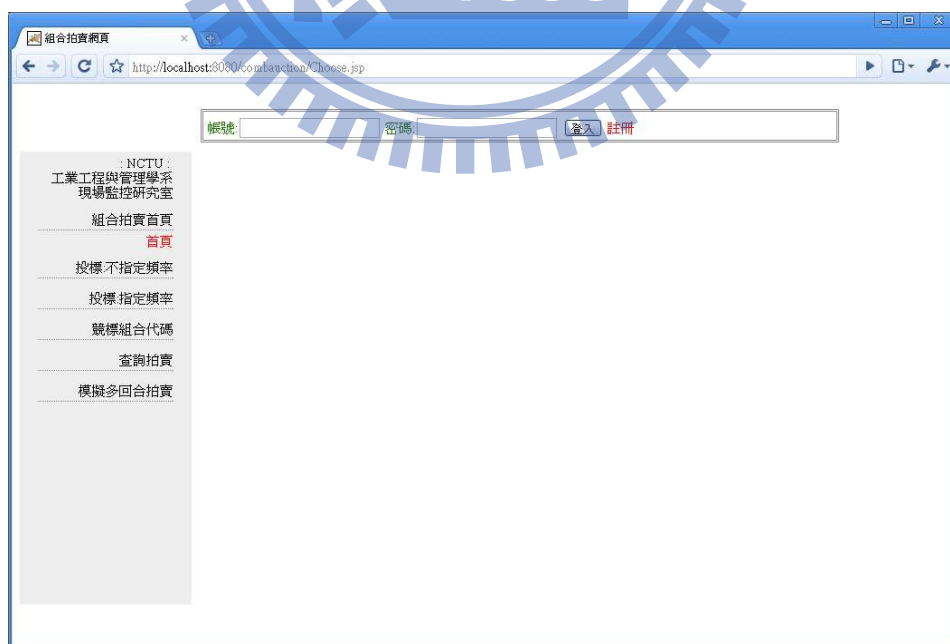 組合拍賣網頁
http://localhost:8080/combauction/Choose.jsp
帳號: 密碼: 登入 註冊
: NCTU :
工業工程與管理學系
現場監控研究室
組合拍賣首頁
首頁
投標:不指定頻率
投標:指定頻率
競標組合代碼
查詢拍賣
模擬多回合拍賣